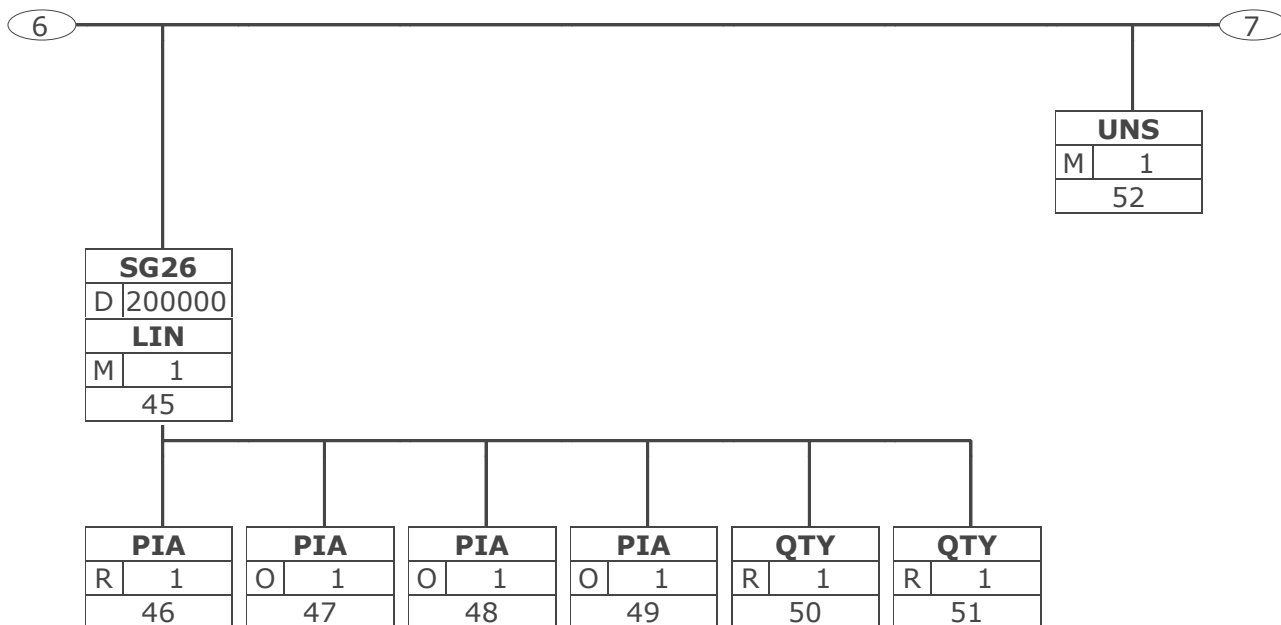 6 7
UNS
M 1
52
SG26
D 200000
LIN
M 1
45
PIA PIA PIA PIA QTY QTY
R 1 O 1 O 1 O 1 R 1 R 1
46 47 48 49 50 51